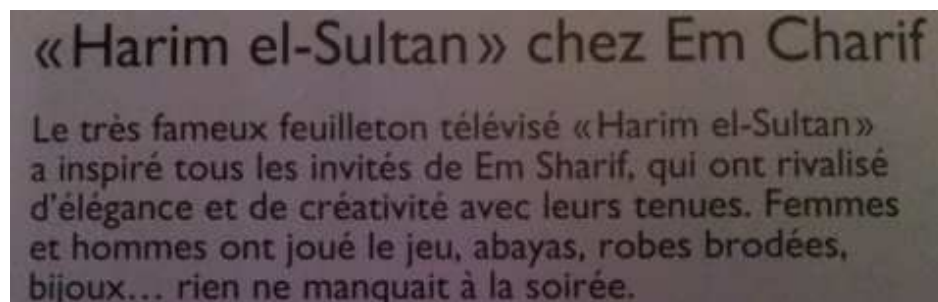 «Harim el-Sultan» chez Em Charif
Le très fameux feuilleton télévisé «Harim el-Sultan»
a inspiré tous les invités de Em Sharif, qui ont rivalisé
d'élégance et de créativité avec leurs tenues. Femmes
et hommes ont joué le jeu, abayas, robes brodées,
bijoux... rien ne manquait à la soirée.